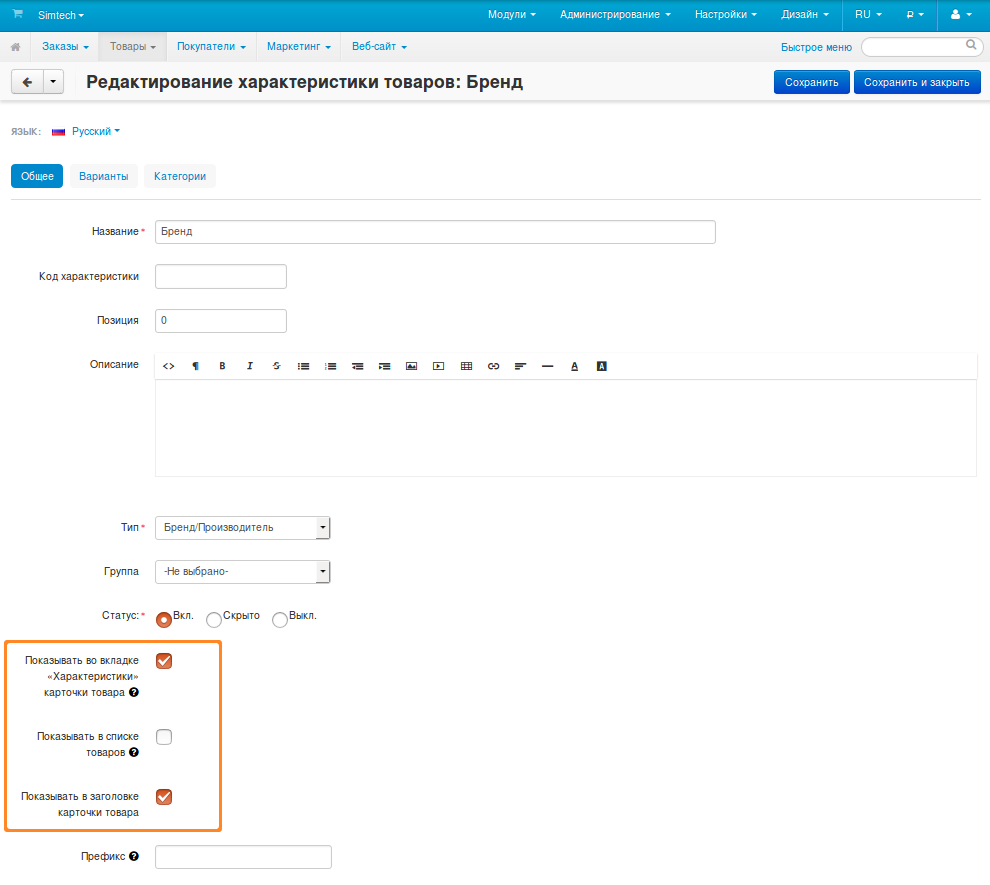 Simtech Модули Администрирование Настройки Дизайн RU ₽
Заказы Товары Покупатели Маркетинг Веб-сайт Быстрое меню
Редактирование характеристики товаров: Бренд Сохранить Сохранить и закрыть
ЯЗЫК: Русский
Общее Варианты Категории
Название* Бренд
Код характеристики
Позиция 0
Описание
Тип* Бренд/Производитель
Группа -Не выбрано-
Статус:* Вкл. Скрыто Выкл.
Показывать во вкладке
«Характеристики»
карточки товара ?
Показывать в списке
товаров ?
Показывать в заголовке
карточки товара
Префикс ?